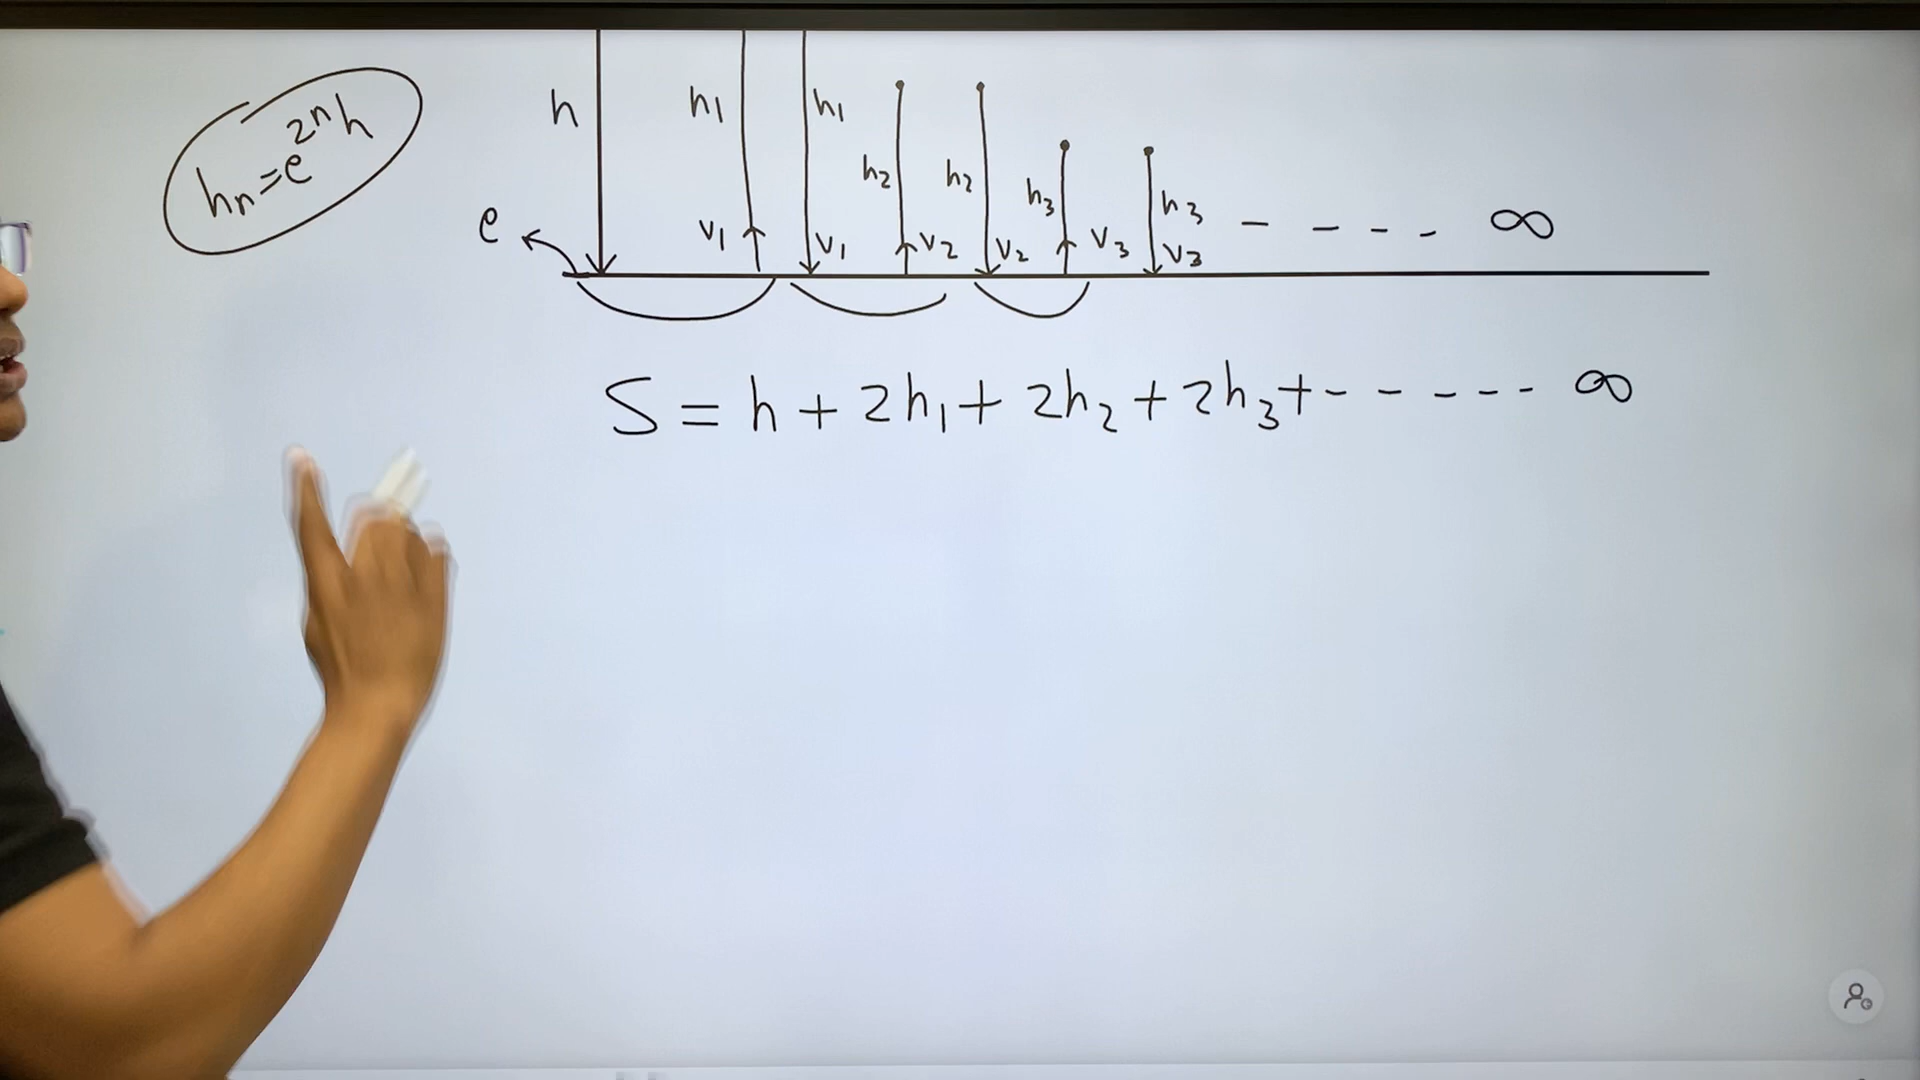 hn = e^2n h
h h1 h1 h2 h2 h3 h3 - - - - ∞
e v1 v1 v2 v2 v3 v3
S = h + 2h1 + 2h2 + 2h3 + - - - - - ∞